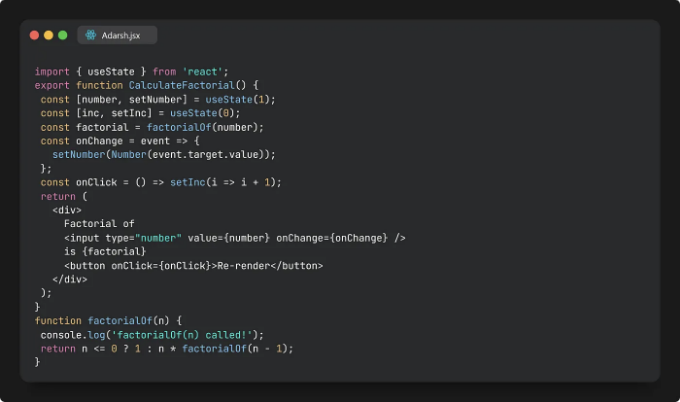 Adarsh.jsx
import { useState } from 'react';
export function CalculateFactorial() {
const [number, setNumber] = useState(1);
const [inc, setInc] = useState(0);
const factorial = factorialOf(number);
const onChange = event => {
setNumber(Number(event.target.value));
};
const onClick = () => setInc(i => i + 1);
return (
<div>
Factorial of
<input type="number" value={number} onChange={onChange} />
is {factorial}
<button onClick={onClick}>Re-render</button>
</div>
);
}
function factorialOf(n) {
console.log('factorialOf(n) called!');
return n <= 0 ? 1 : n * factorialOf(n - 1);
}